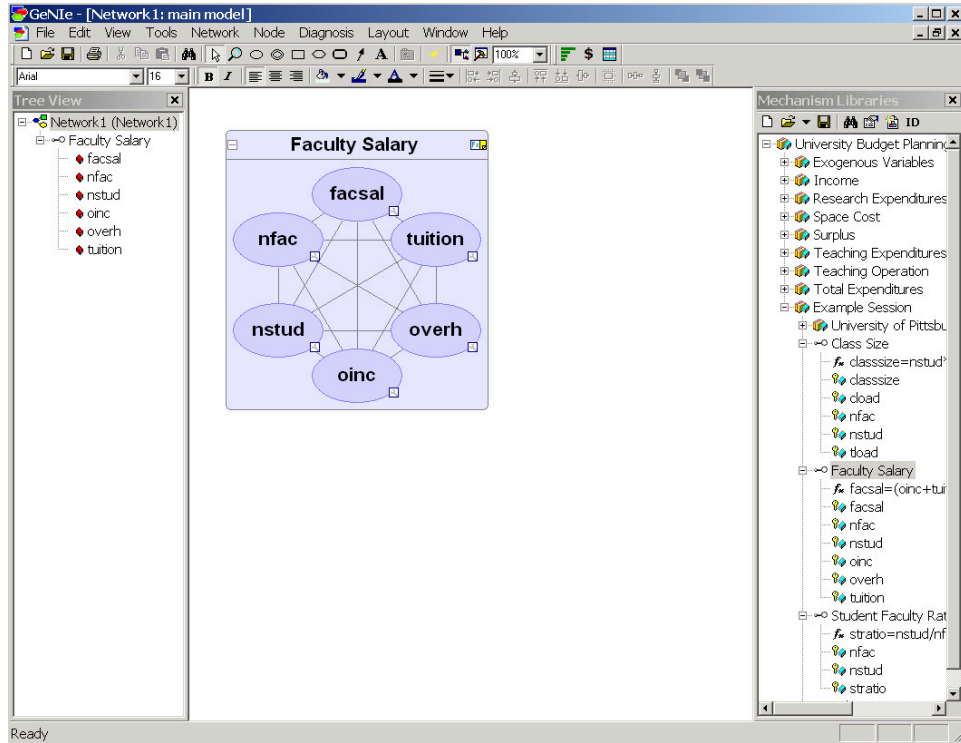 GeNIe - [Network1: main model]
File Edit View Tools Network Node Diagnosis Layout Window Help
100%
Arial 16 B I
Tree View
Network1 (Network1)
Faculty Salary
facsal
nfac
nstud
oinc
overh
tuition
Faculty Salary
facsal
nfac
tuition
nstud
overh
oinc
Mechanism Libraries
ID
University Budget Planning
Exogenous Variables
Income
Research Expenditures
Space Cost
Surplus
Teaching Expenditures
Teaching Operation
Total Expenditures
Example Session
University of Pittsbu
Class Size
classsize=nstud*
classsize
cload
nfac
nstud
tload
Faculty Salary
facsal=(oinc+tui
facsal
nfac
nstud
oinc
overh
tuition
Student Faculty Rat
stratio=nstud/nf
nfac
nstud
stratio
Ready